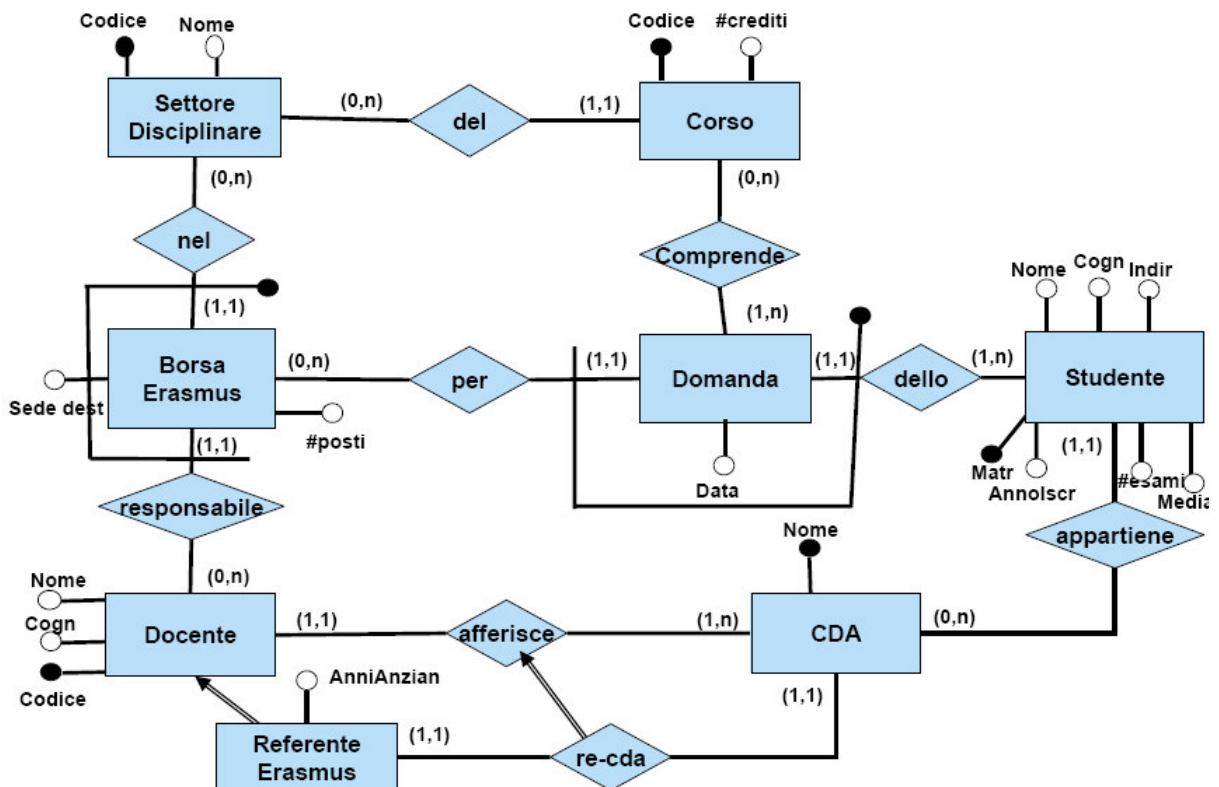 Codice
Nome
Codice
#crediti
Settore
Disciplinare
(0,n)
del
(1,1)
Corso
(0,n)
(0,n)
nel
Comprende
Nome
Cogn
Indir
(1,1)
(1,n)
Borsa
Erasmus
(0,n)
per
(1,1)
Domanda
(1,1)
dello
(1,n)
Studente
Sede dest
#posti
(1,1)
(1,1)
Matr
AnnoIscr
#esami
Media
Data
responsabile
Nome
appartiene
(0,n)
Nome
Cogn
Codice
Docente
(1,1)
afferisce
(1,n)
CDA
(0,n)
AnniAnzian
(1,1)
Referente
Erasmus
(1,1)
re-cda